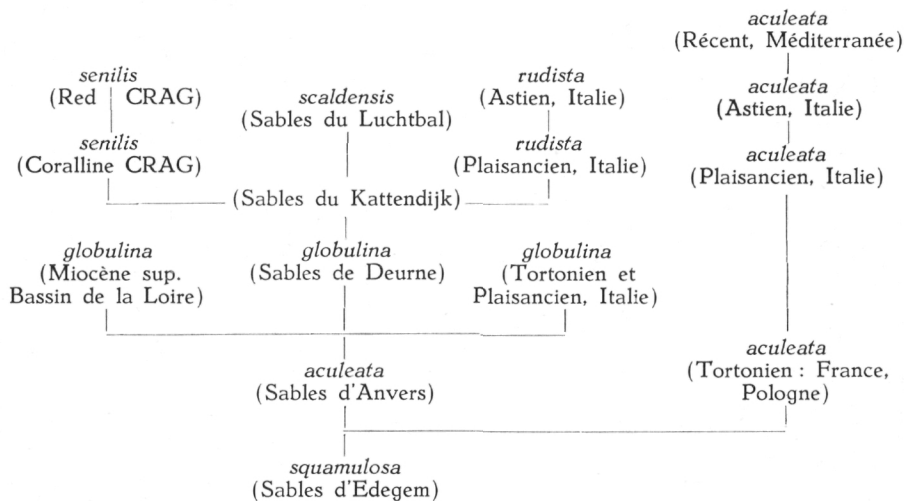 aculeata
(Récent, Méditerranée)
senilis
(Red CRAG)
scaldensis
(Sables du Luchtbal)
rudista
(Astien, Italie)
aculeata
(Astien, Italie)
senilis
(Coralline CRAG)
rudista
(Plaisancien, Italie)
aculeata
(Plaisancien, Italie)
(Sables du Kattendijk)
globulina
(Miocène sup.
Bassin de la Loire)
globulina
(Sables de Deurne)
globulina
(Tortonien et
Plaisancien, Italie)
aculeata
(Sables d'Anvers)
aculeata
(Tortonien : France,
Pologne)
squamulosa
(Sables d'Edegem)